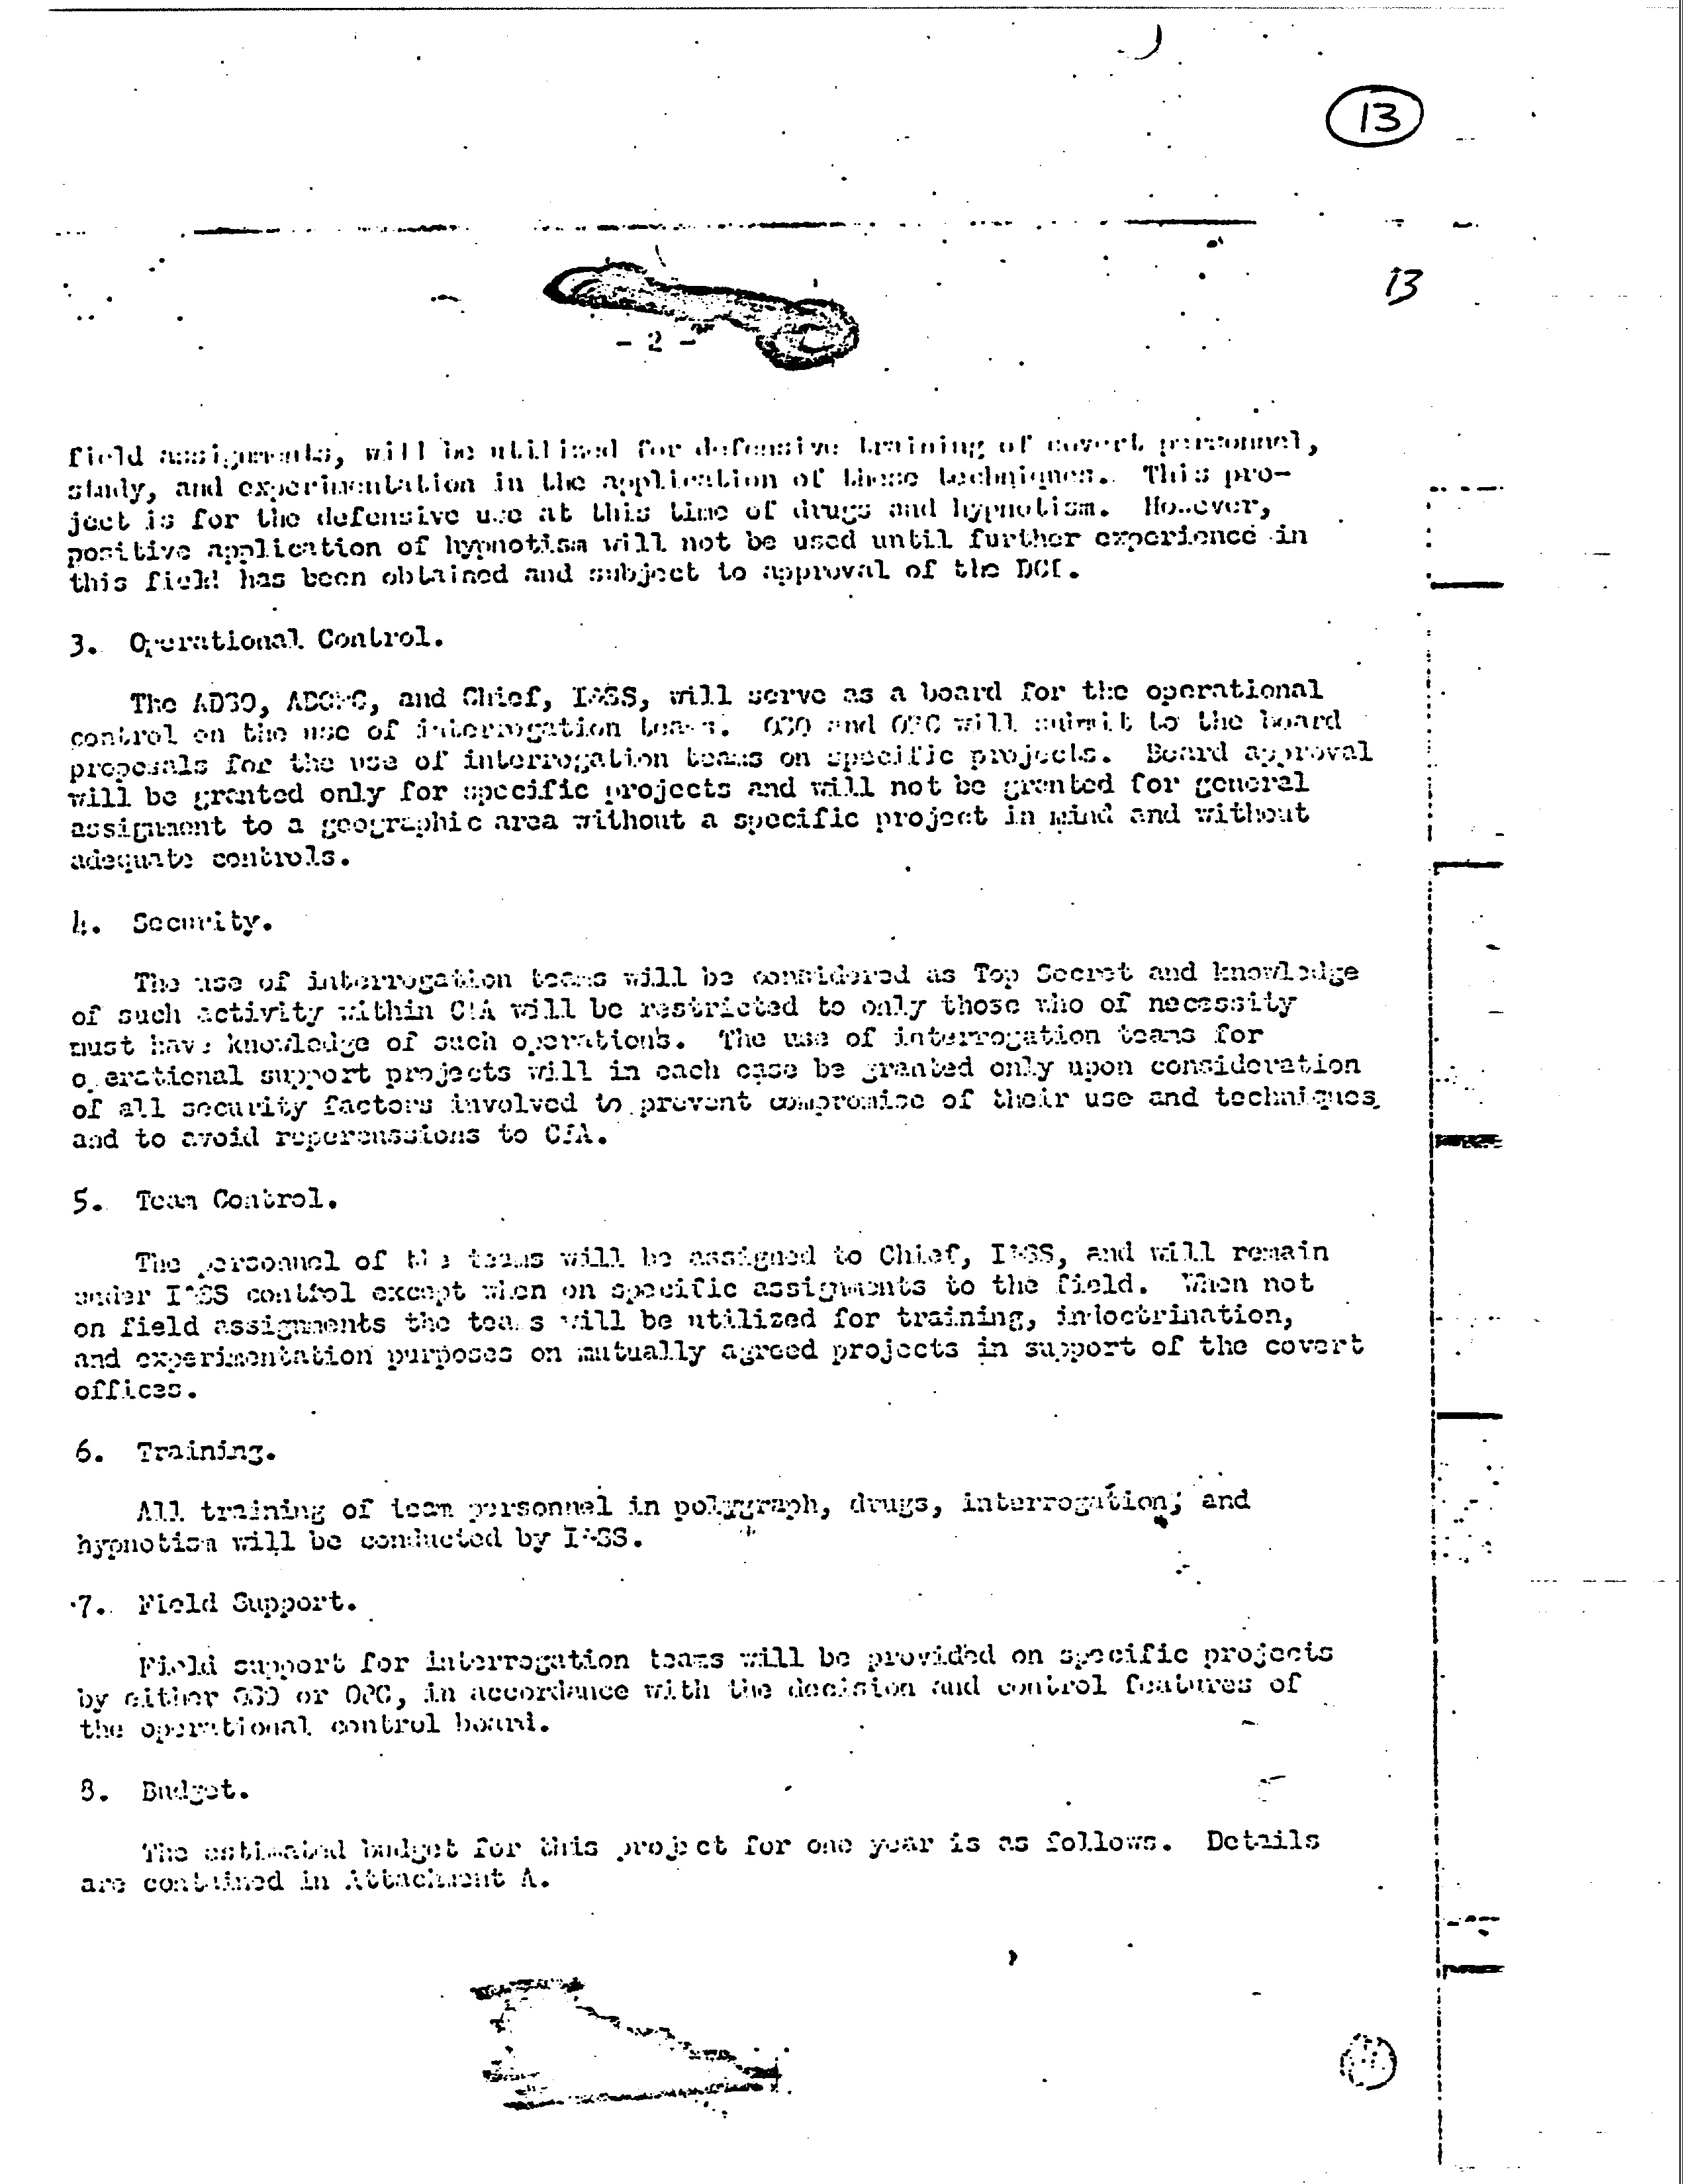 13
13
- 2 -
field assignments, will be utilized for defensive training of covert personnel,
study, and experimentation in the application of these techniques. This pro-
ject is for the defensive use at this time of drugs and hypnotism. However,
positive application of hypnotism will not be used until further experience in
this field has been obtained and subject to approval of the DCI.
3. Operational Control.
The ADSO, ADOPC, and Chief, I&SS, will serve as a board for the operational
control on the use of interrogation teams. OSO and OPC will submit to the board
proposals for the use of interrogation teams on specific projects. Board approval
will be granted only for specific projects and will not be granted for general
assignment to a geographic area without a specific project in mind and without
adequate controls.
4. Security.
The use of interrogation teams will be considered as Top Secret and knowledge
of such activity within CIA will be restricted to only those who of necessity
must have knowledge of such operations. The use of interrogation teams for
operational support projects will in each case be granted only upon consideration
of all security factors involved to prevent compromise of their use and techniques
and to avoid repercussions to CIA.
5. Team Control.
The personnel of the teams will be assigned to Chief, I&SS, and will remain
under I&SS control except when on specific assignments to the field. When not
on field assignments the teams will be utilized for training, indoctrination,
and experimentation purposes on mutually agreed projects in support of the covert
offices.
6. Training.
All training of team personnel in polygraph, drugs, interrogation, and
hypnotism will be conducted by I&SS.
7. Field Support.
Field support for interrogation teams will be provided on specific projects
by either OSO or OPC, in accordance with the decision and control features of
the operational control board.
8. Budget.
The estimated budget for this project for one year is as follows. Details
are contained in Attachment A.